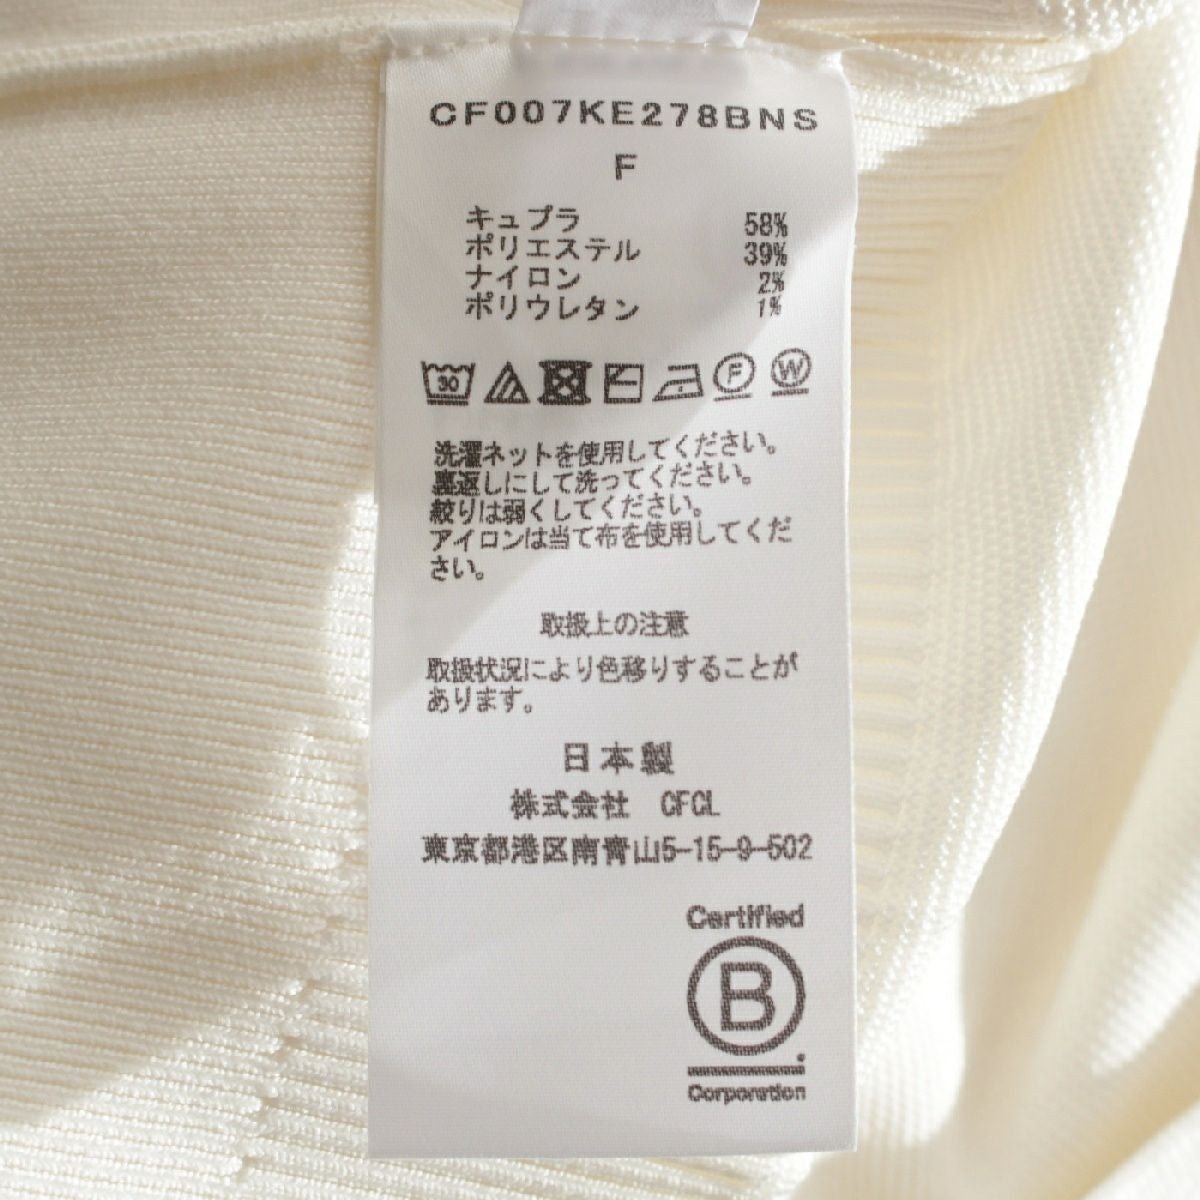 CF007KE278BNS
F
キュプラ 58%
ポリエステル 39%
ナイロン 2%
ポリウレタン 1%
30 F W
洗濯ネットを使用してください。
裏返しにして洗ってください。
絞りは弱くしてください。
アイロンは当て布を使用してくだ
さい。
取扱上の注意
取扱状況により色移りすることが
あります。
日本製
株式会社 CFCL
東京都港区南青山5-15-9-502
Certified
B
Corporation